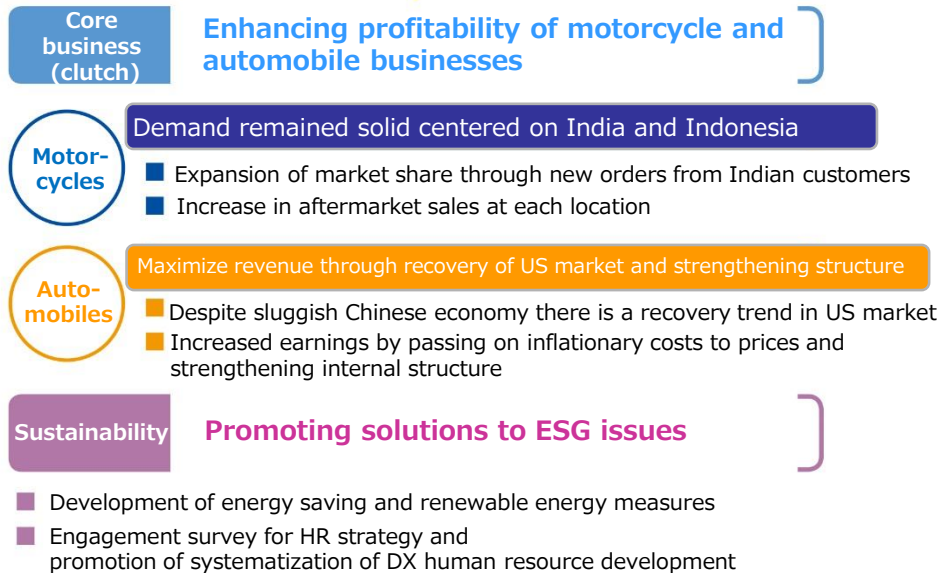 Core
business
(clutch)
Enhancing profitability of motorcycle and
automobile businesses
Motor-
cycles
Demand remained solid centered on India and Indonesia
Expansion of market share through new orders from Indian customers
Increase in aftermarket sales at each location
Auto-
mobiles
Maximize revenue through recovery of US market and strengthening structure
Despite sluggish Chinese economy there is a recovery trend in US market
Increased earnings by passing on inflationary costs to prices and
strengthening internal structure
Sustainability
Promoting solutions to ESG issues
Development of energy saving and renewable energy measures
Engagement survey for HR strategy and
promotion of systematization of DX human resource development